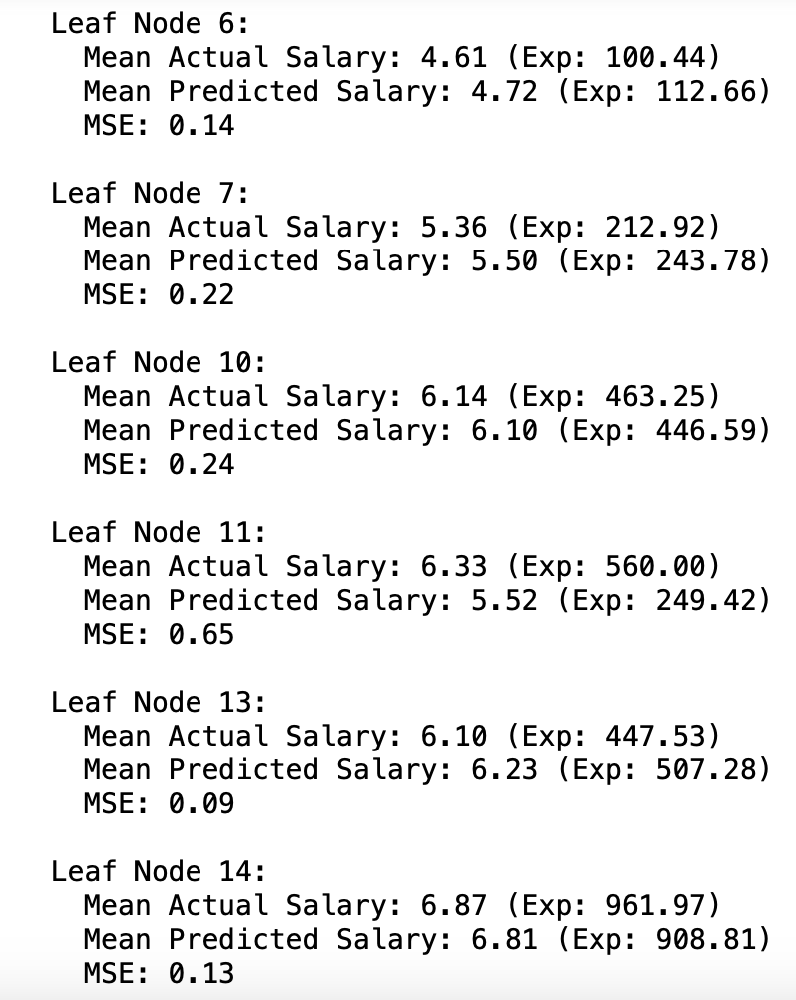 Leaf Node 6:
Mean Actual Salary: 4.61 (Exp: 100.44)
Mean Predicted Salary: 4.72 (Exp: 112.66)
MSE: 0.14
Leaf Node 7:
Mean Actual Salary: 5.36 (Exp: 212.92)
Mean Predicted Salary: 5.50 (Exp: 243.78)
MSE: 0.22
Leaf Node 10:
Mean Actual Salary: 6.14 (Exp: 463.25)
Mean Predicted Salary: 6.10 (Exp: 446.59)
MSE: 0.24
Leaf Node 11:
Mean Actual Salary: 6.33 (Exp: 560.00)
Mean Predicted Salary: 5.52 (Exp: 249.42)
MSE: 0.65
Leaf Node 13:
Mean Actual Salary: 6.10 (Exp: 447.53)
Mean Predicted Salary: 6.23 (Exp: 507.28)
MSE: 0.09
Leaf Node 14:
Mean Actual Salary: 6.87 (Exp: 961.97)
Mean Predicted Salary: 6.81 (Exp: 908.81)
MSE: 0.13